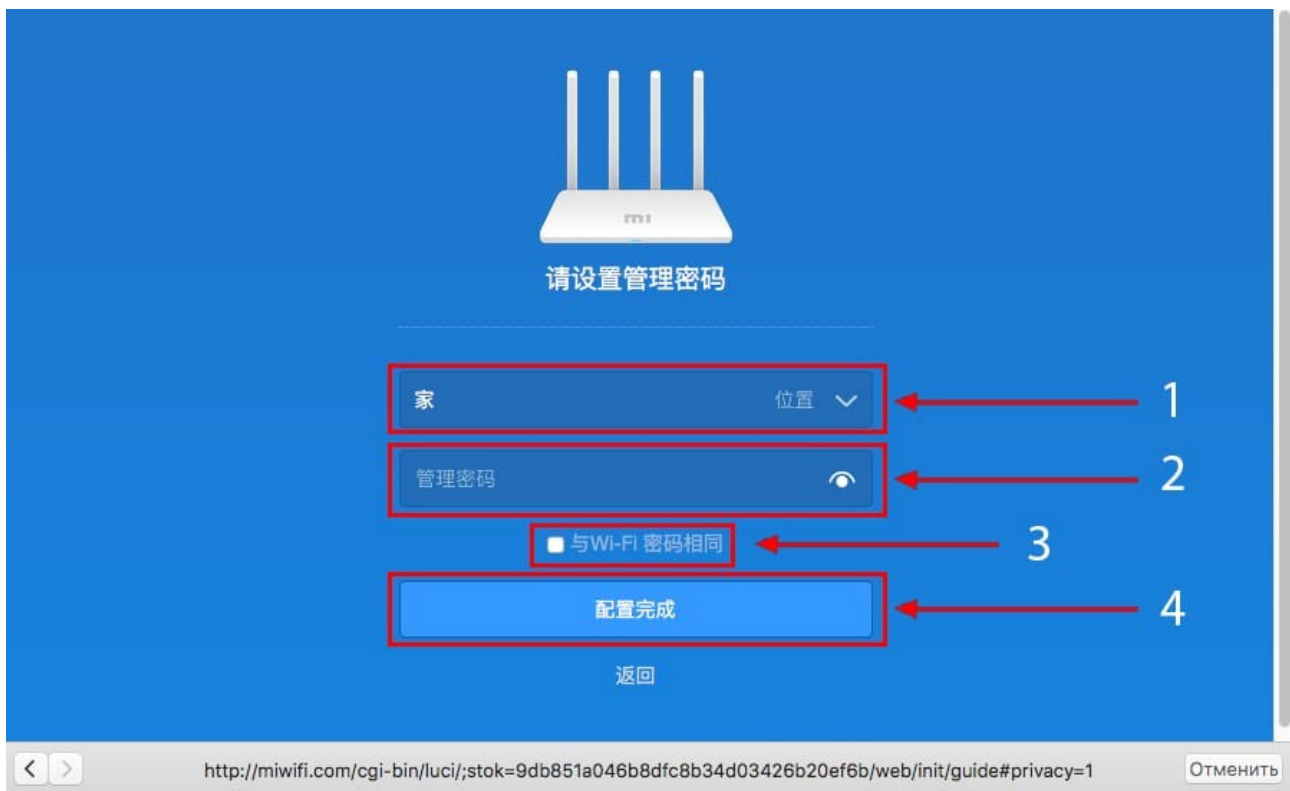 mi
请设置管理密码
家 位置 1
管理密码 2
与Wi-Fi 密码相同 3
配置完成 4
返回
http://miwifi.com/cgi-bin/luci/;stok=9db851a046b8dfc8b34d03426b20ef6b/web/init/guide#privacy=1 Отменить